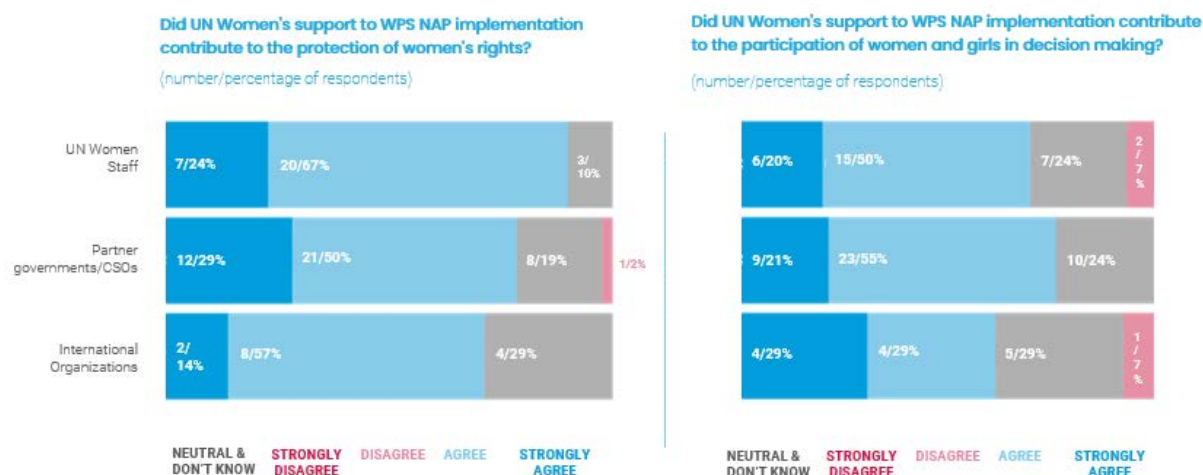 Did UN Women's support to WPS NAP implementation
contribute to the protection of women's rights?
(number/percentage of respondents)
UN Women
Staff
7/24%
20/67%
3/
10%
Partner
governments/CSOs
12/29%
21/50%
8/19%
1/2%
International
Organizations
2/
14%
8/57%
4/29%
NEUTRAL &
DON'T KNOW
STRONGLY
DISAGREE
DISAGREE
AGREE
STRONGLY
AGREE
Did UN Women's support to WPS NAP implementation contribute
to the participation of women and girls in decision making?
(number/percentage of respondents)
6/20%
15/50%
7/24%
2
/
7
%
9/21%
23/55%
10/24%
4/29%
4/29%
5/29%
1
/
7
%
NEUTRAL &
DON'T KNOW
STRONGLY
DISAGREE
DISAGREE
AGREE
STRONGLY
AGREE